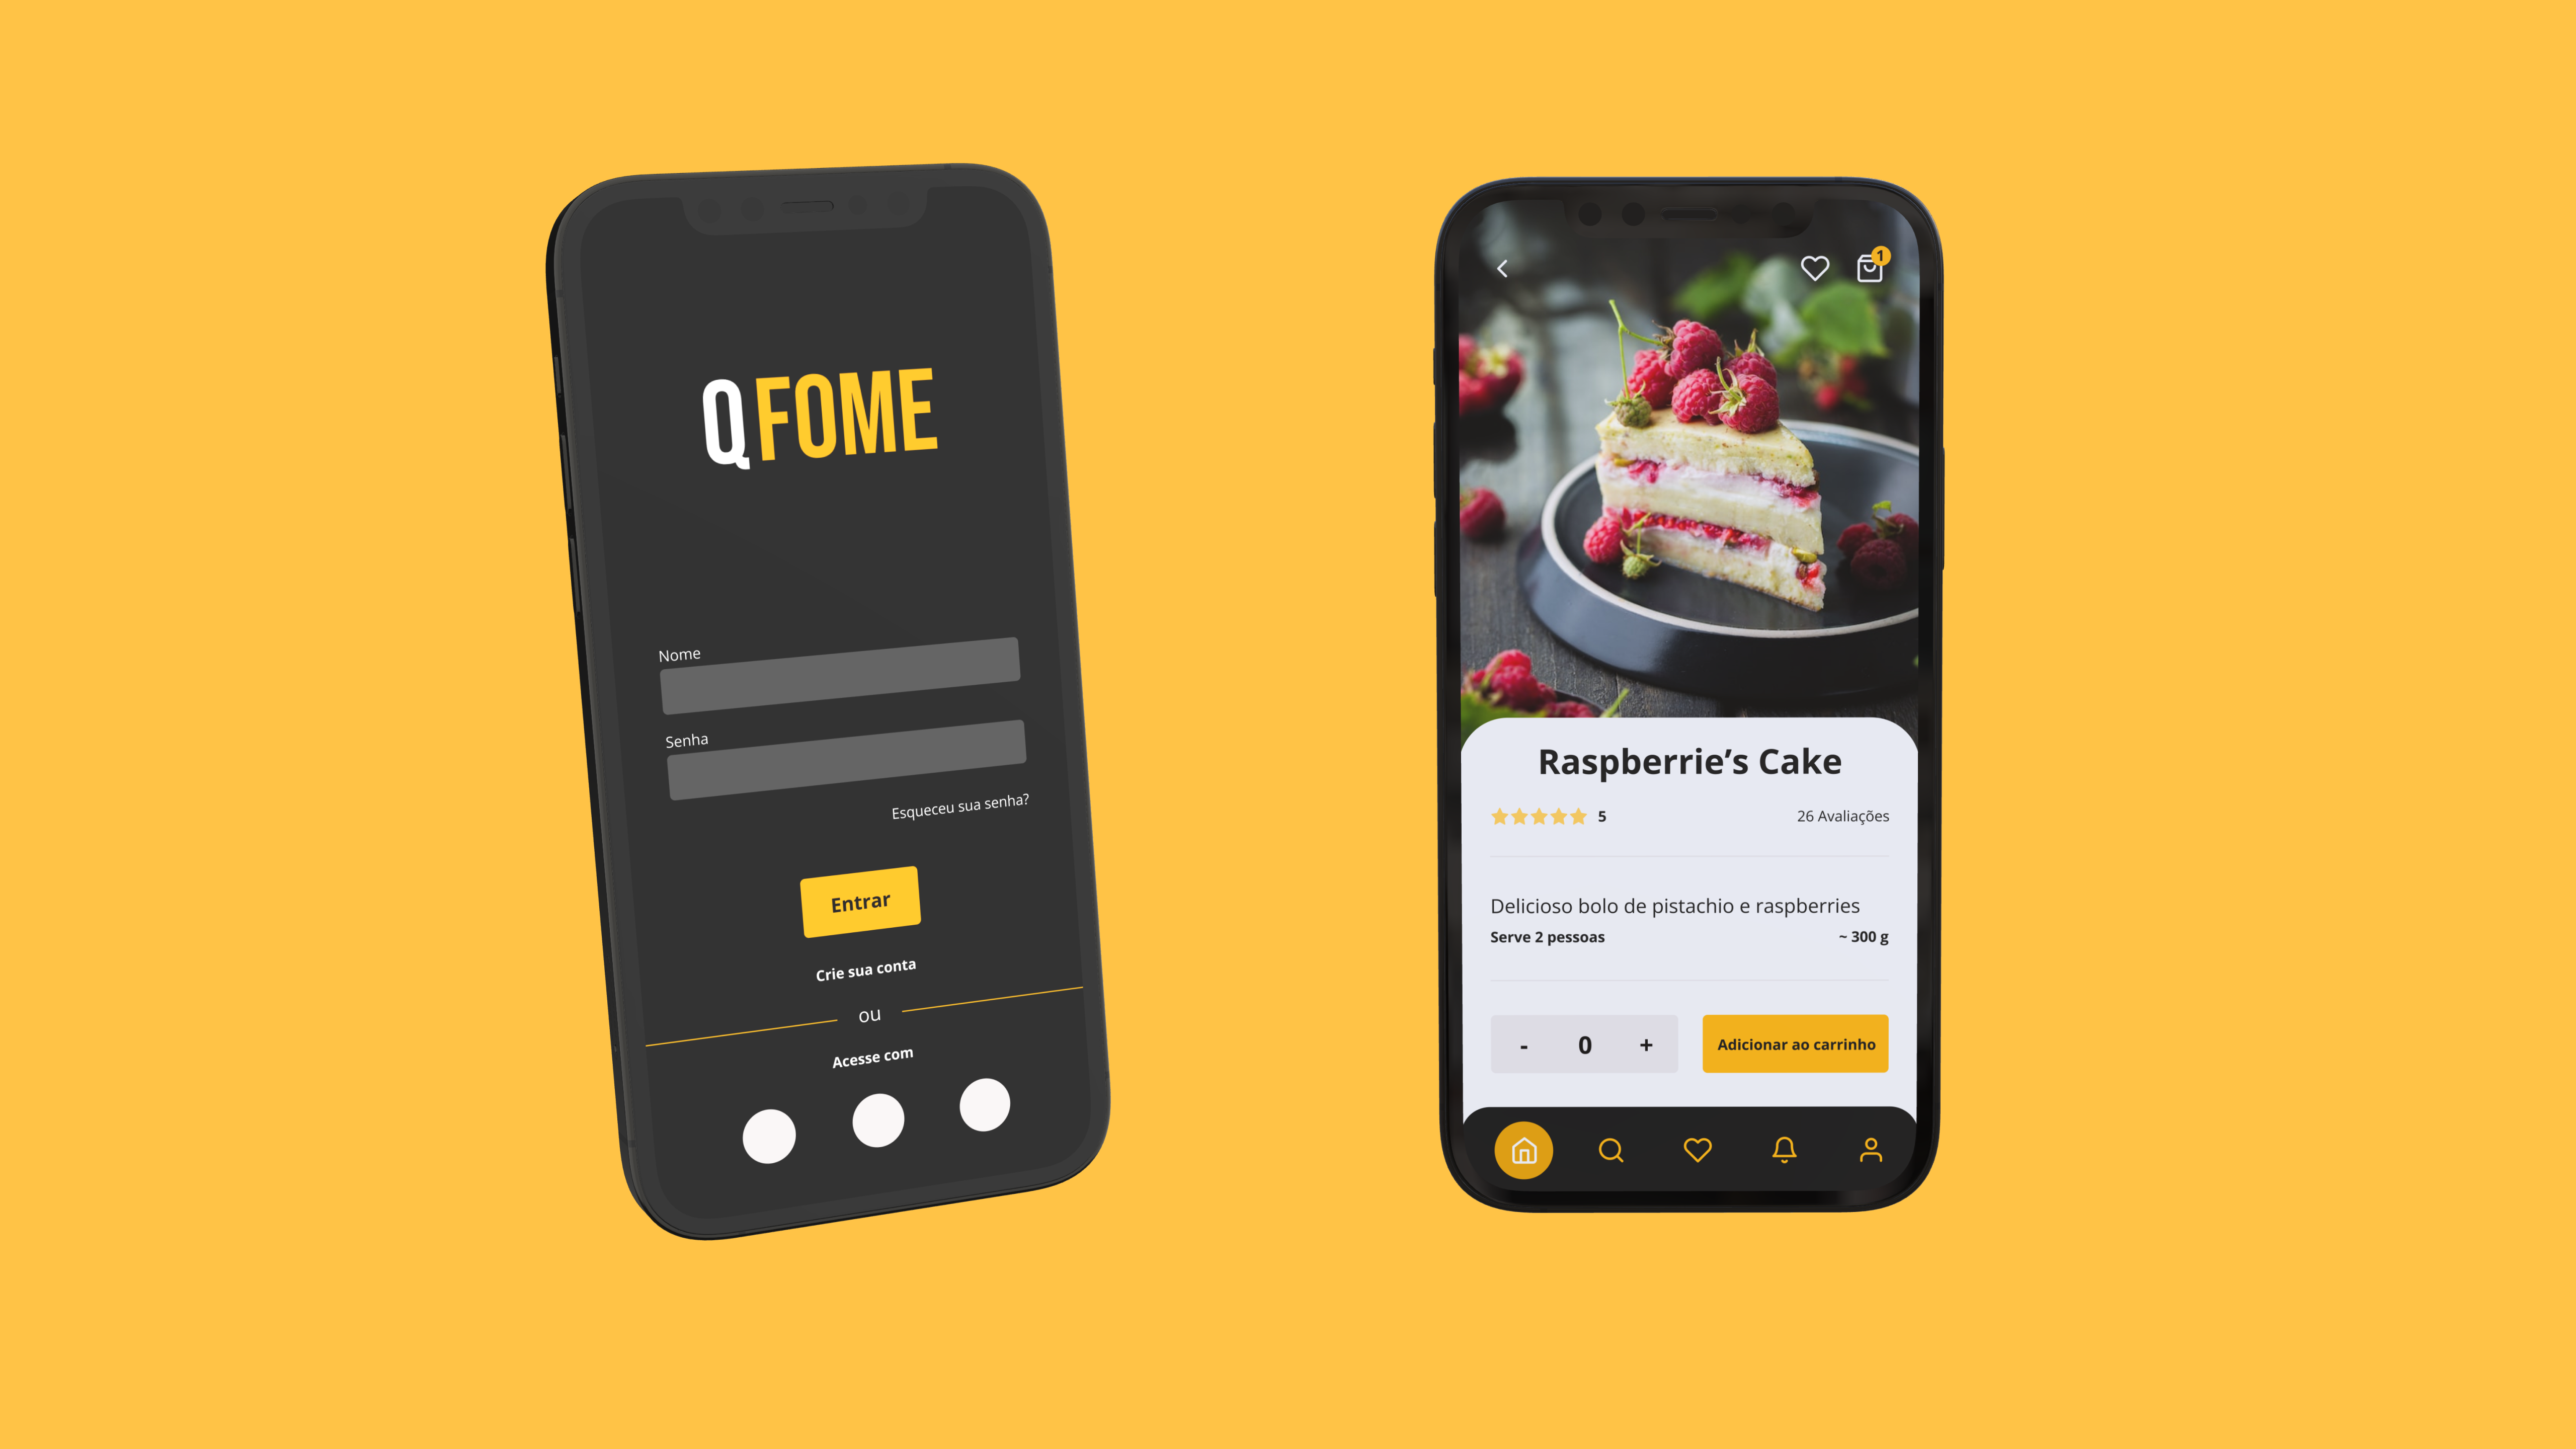 QFOME
Nome
Senha
Esqueceu sua senha?
Entrar
Crie sua conta
ou
Acesse com
1
Raspberrie’s Cake
5
26 Avaliações
Delicioso bolo de pistachio e raspberries
Serve 2 pessoas
~ 300 g
- 0 +
Adicionar ao carrinho